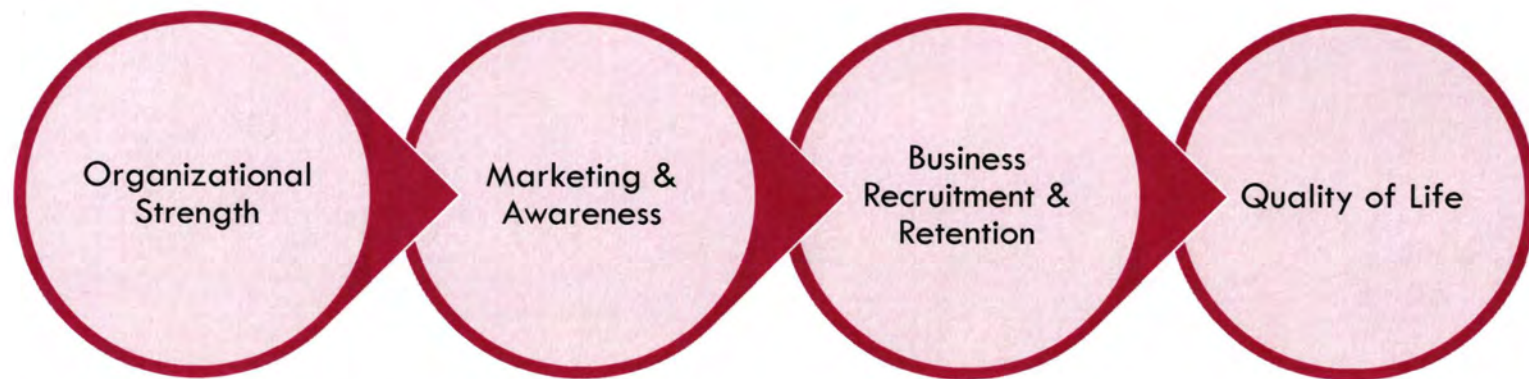 Organizational
Strength
Marketing &
Awareness
Business
Recruitment &
Retention
Quality of Life